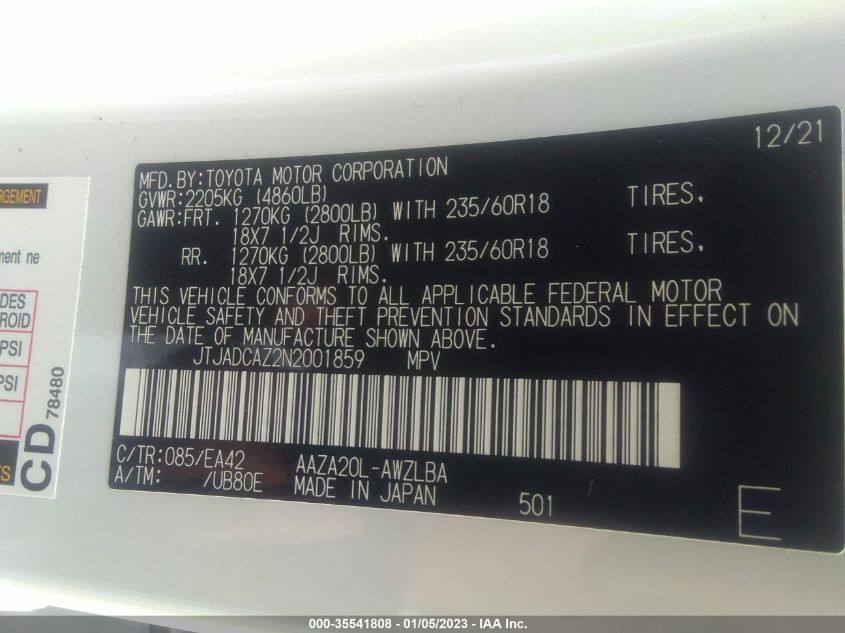 12/21
MFD.BY:TOYOTA MOTOR CORPORATION
GVWR:2205KG (4860LB)
GAWR:FRT. 1270KG (2800LB) WITH 235/60R18 TIRES,
18X7 1/2J RIMS.
RR. 1270KG (2800LB) WITH 235/60R18 TIRES,
18X7 1/2J RIMS.
THIS VEHICLE CONFORMS TO ALL APPLICABLE FEDERAL MOTOR
VEHICLE SAFETY AND THEFT PREVENTION STANDARDS IN EFFECT ON
THE DATE OF MANUFACTURE SHOWN ABOVE.
JTJADCAZ2N2001859 MPV
C/TR:085/EA42 AAZA20L-AWZLBA
A/TM: /UB80E MADE IN JAPAN 501
E
RGEMENT
ment ne
DES
ROID
PSI
PSI
S
CD 78480
000-35541808 - 01/05/2023 - IAA Inc.